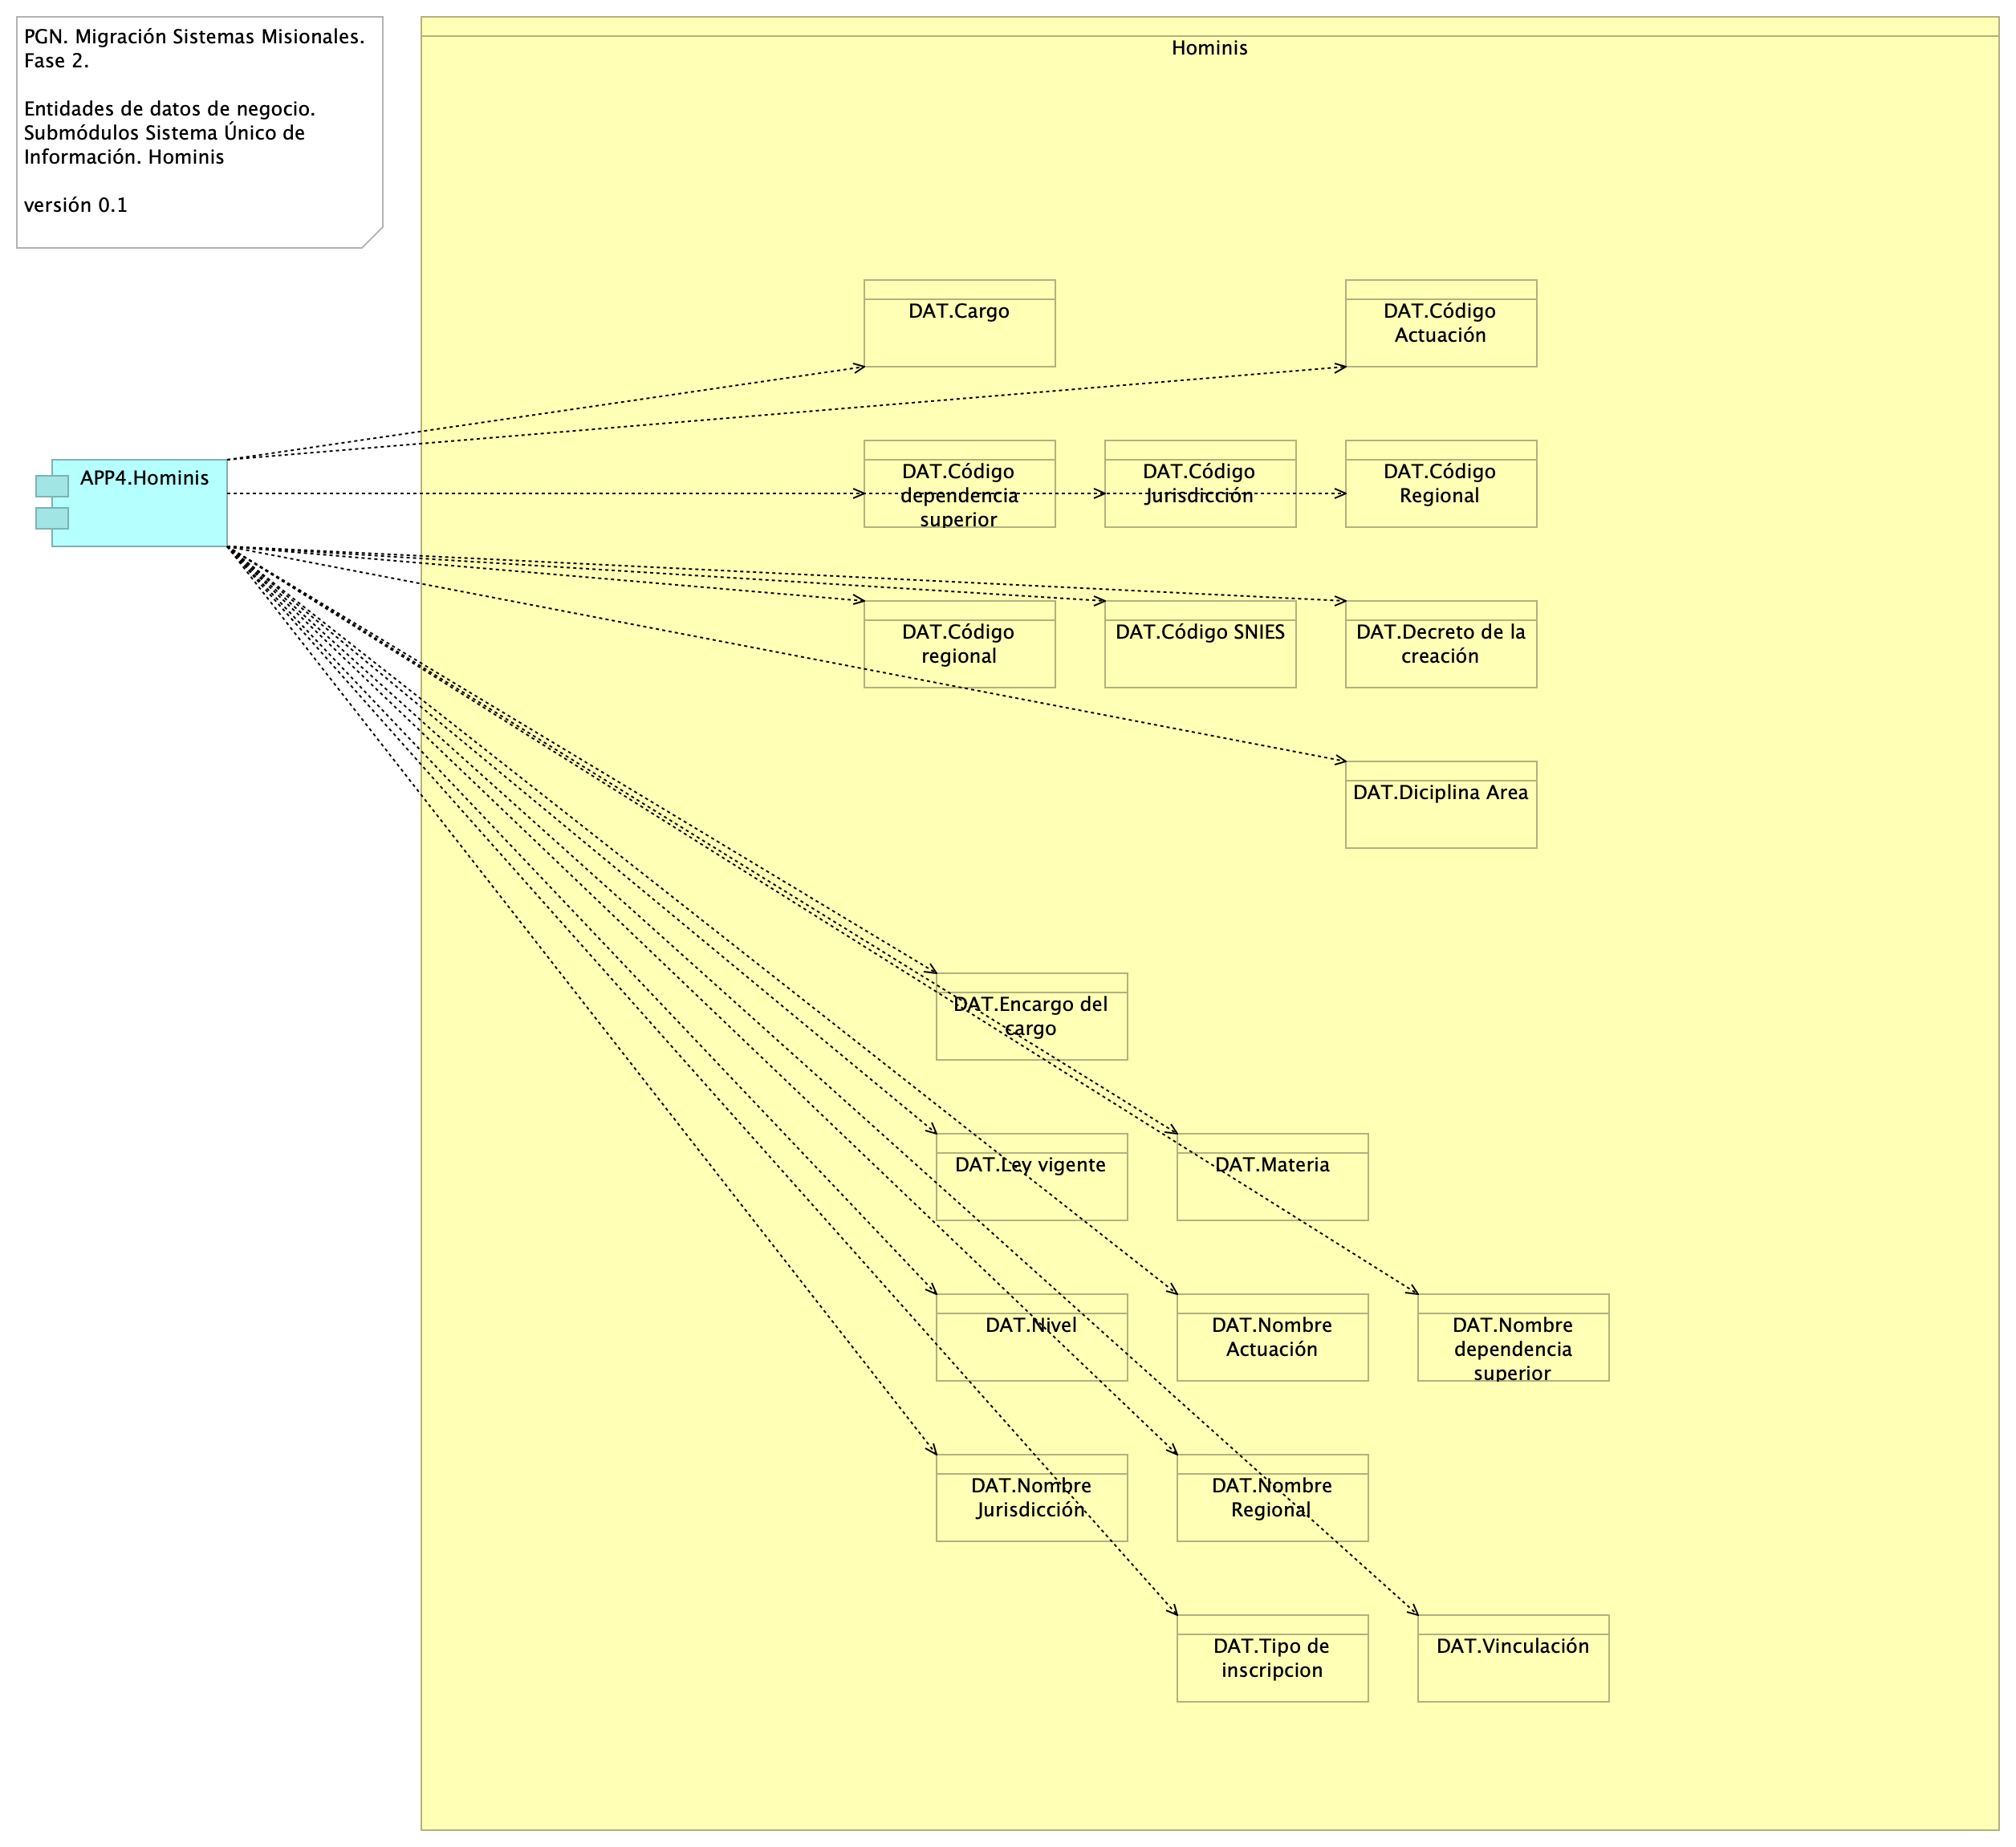 PGN. Migración Sistemas Misionales.
Fase 2.
Entidades de datos de negocio.
Submódulos Sistema Único de
Información. Hominis
versión 0.1
Hominis
DAT.Cargo
DAT.Código
Actuación
APP4.Hominis
DAT.Código
dependencia
superior
DAT.Código
Jurisdicción
DAT.Código
Regional
DAT.Código
regional
DAT.Código SNIES
DAT.Decreto de la
creación
DAT.Diciplina Area
DAT.Encargo del
cargo
DAT.Ley vigente
DAT.Materia
DAT.Nivel
DAT.Nombre
Actuación
DAT.Nombre
dependencia
superior
DAT.Nombre
Jurisdicción
DAT.Nombre
Regional
DAT.Tipo de
inscripcion
DAT.Vinculación